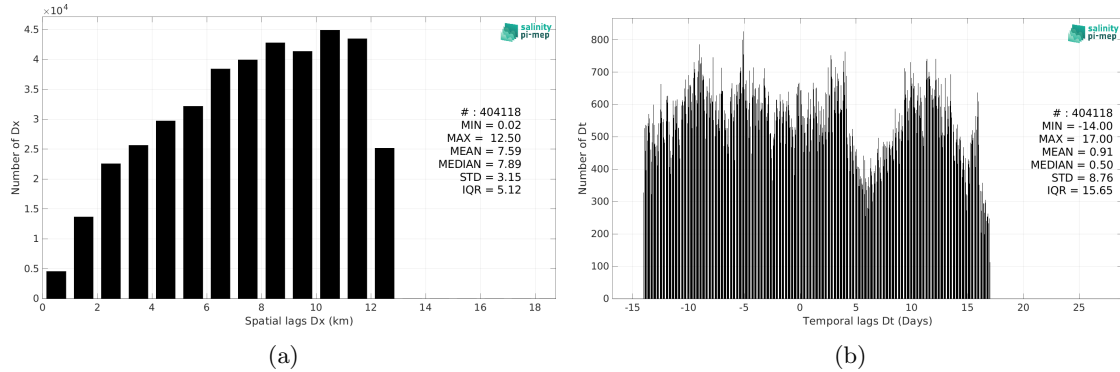 ×10⁴
4.5
4
3.5
3
2.5
2
1.5
1
0.5
0
Number of Dx
0 2 4 6 8 10 12 14 16 18
Spatial lags Dx (km)
salinity
pi-mep
# : 404118
MIN = 0.02
MAX = 12.50
MEAN = 7.59
MEDIAN = 7.89
STD = 3.15
IQR = 5.12
(a)
800
700
600
500
400
300
200
100
0
Number of Dt
-15 -10 -5 0 5 10 15 20 25
Temporal lags Dt (Days)
salinity
pi-mep
# : 404118
MIN = -14.00
MAX = 17.00
MEAN = 0.91
MEDIAN = 0.50
STD = 8.76
IQR = 15.65
(b)